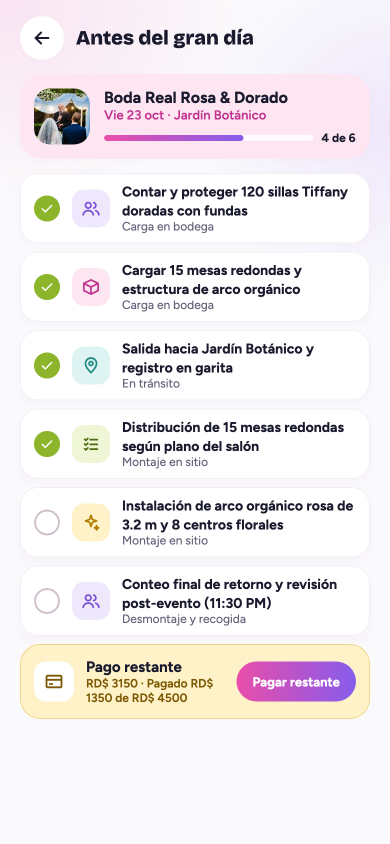 Antes del gran día
Boda Real Rosa & Dorado
Vie 23 oct · Jardín Botánico
4 de 6
Contar y proteger 120 sillas Tiffany
doradas con fundas
Carga en bodega
Cargar 15 mesas redondas y
estructura de arco orgánico
Carga en bodega
Salida hacia Jardín Botánico y
registro en garita
En tránsito
Distribución de 15 mesas redondas
según plano del salón
Montaje en sitio
Instalación de arco orgánico rosa de
3.2 m y 8 centros florales
Montaje en sitio
Conteo final de retorno y revisión
post-evento (11:30 PM)
Desmontaje y recogida
Pago restante
RD$ 3150 · Pagado RD$
1350 de RD$ 4500
Pagar restante